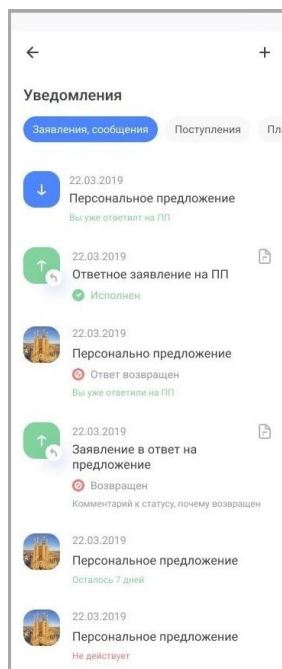 Уведомления
Заявления, сообщения
Поступления
Пл
22.03.2019
Персональное предложение
Вы уже ответилт на ПП
22.03.2019
Ответное заявление на ПП
Исполнен
22.03.2019
Персонально предложение
Ответ возвращен
Вы уже ответили на ПП
22.03.2019
Заявление в ответ на
предложение
Возвращен
Комментарий к статусу, почему возвращен
22.03.2019
Персональное предложение
Осталось 7 дней
22.03.2019
Персональное предложение
Не действует